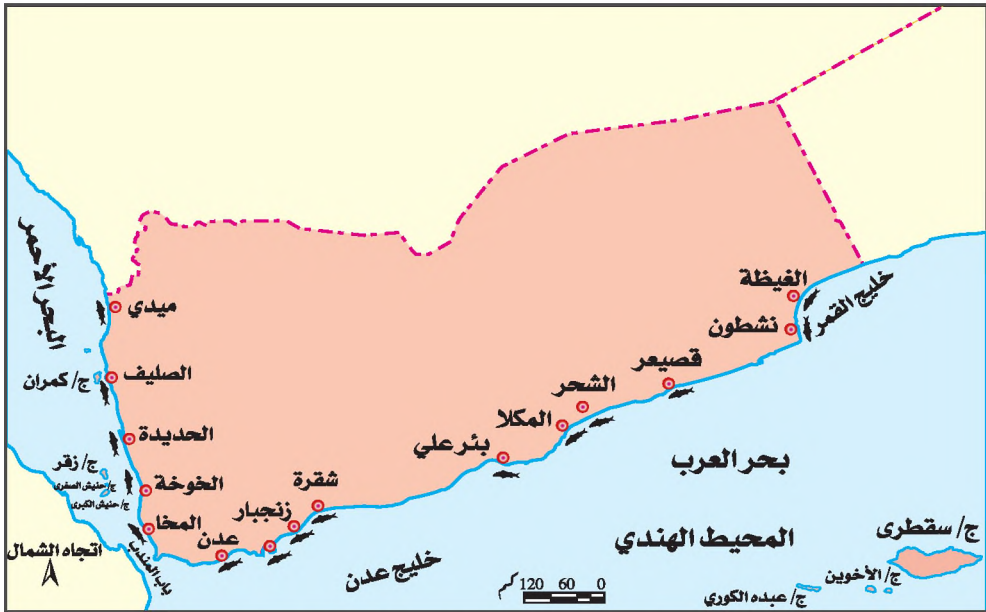 البحر الأحمر
ميدي
الصليف
ج/ كمران
الحديدة
ج/ زقر
ج/ حنيش الصغرى
ج/ حنيش الكبرى
الخوخة
المخا
باب المندب
اتجاه الشمال
عدن
زنجبار
شقرة
خليج عدن
بئر علي
المكلا
الشحر
قصيعر
نشطون
الغيظة
خليج القمر
بحر العرب
المحيط الهندي
ج/ سقطرى
ج/ الأخوين
ج/ عبده الكوري
0 60 120 كم